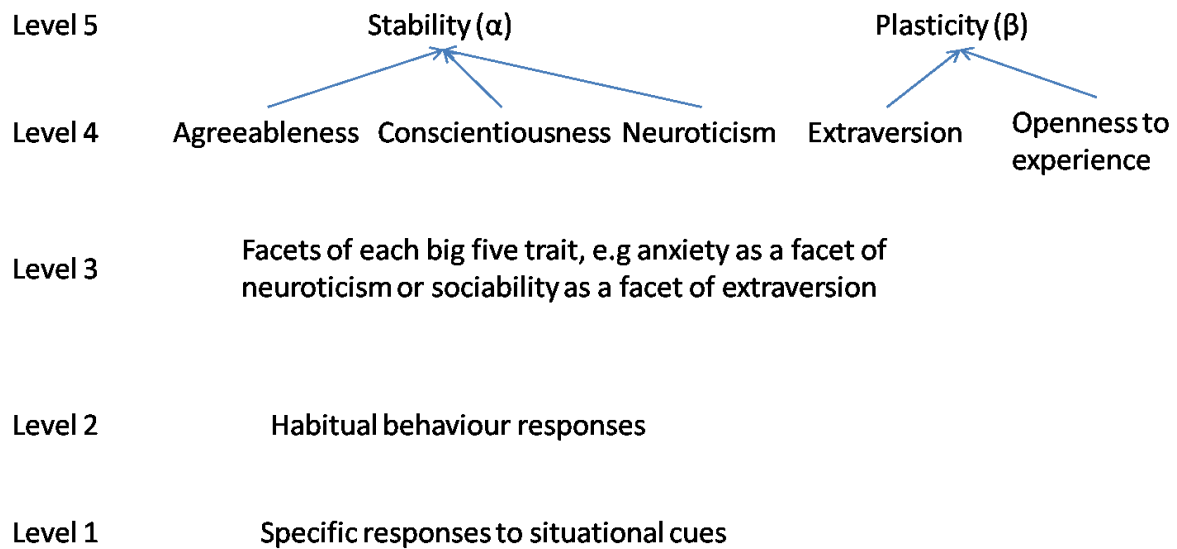 Level 5 Stability (α) Plasticity (β)
Level 4 Agreeableness Conscientiousness Neuroticism Extraversion Openness to
experience
Level 3 Facets of each big five trait, e.g anxiety as a facet of
neuroticism or sociability as a facet of extraversion
Level 2 Habitual behaviour responses
Level 1 Specific responses to situational cues